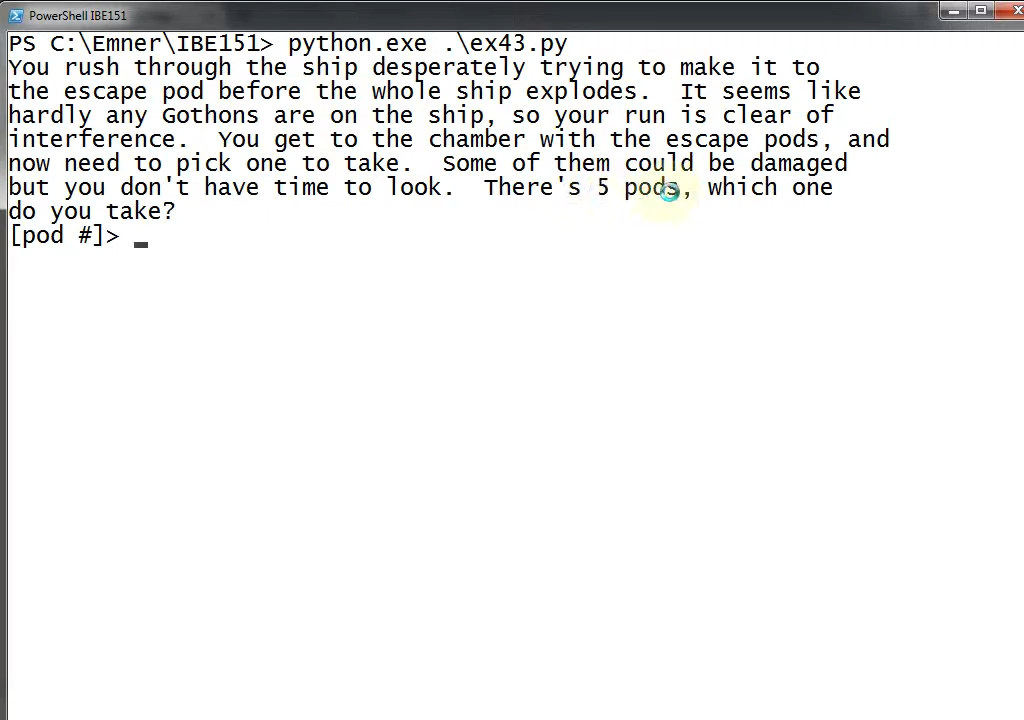 PowerShell IBE151
PS C:\Emner\IBE151> python.exe .\ex43.py
You rush through the ship desperately trying to make it to
the escape pod before the whole ship explodes.  It seems like
hardly any Gothons are on the ship, so your run is clear of
interference.  You get to the chamber with the escape pods, and
now need to pick one to take.  Some of them could be damaged
but you don't have time to look.  There's 5 pods, which one
do you take?
[pod #]>